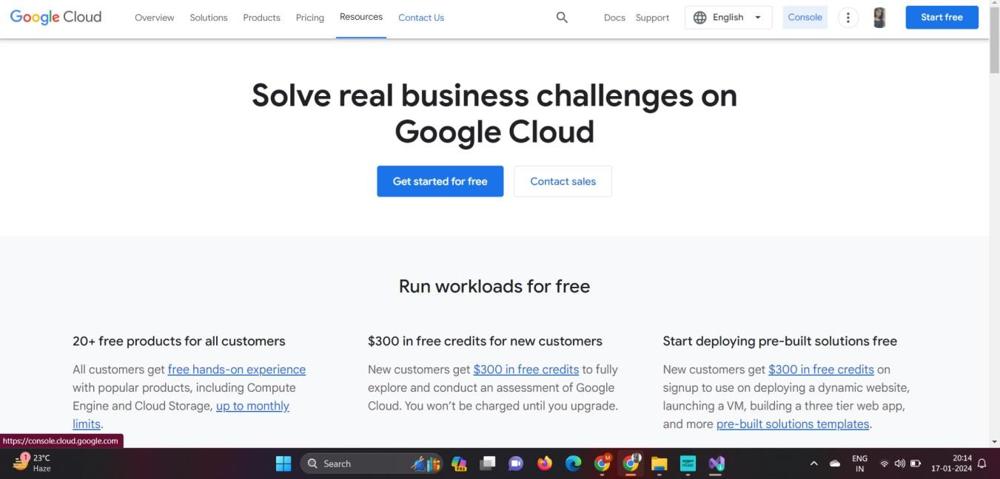 Google Cloud Overview Solutions Products Pricing Resources Contact Us Docs Support English Console Start free
Solve real business challenges on
Google Cloud
Get started for free Contact sales
Run workloads for free
20+ free products for all customers
All customers get free hands-on experience
with popular products, including Compute
Engine and Cloud Storage, up to monthly
limits.
$300 in free credits for new customers
New customers get $300 in free credits to fully
explore and conduct an assessment of Google
Cloud. You won’t be charged until you upgrade.
Start deploying pre-built solutions free
New customers get $300 in free credits on
signup to use on deploying a dynamic website,
launching a VM, building a three tier web app,
and more pre-built solutions templates.
https://console.cloud.google.com
1
23°C
Haze
Search
PRE
M
amazon
music
ENG
IN
20:14
17-01-2024